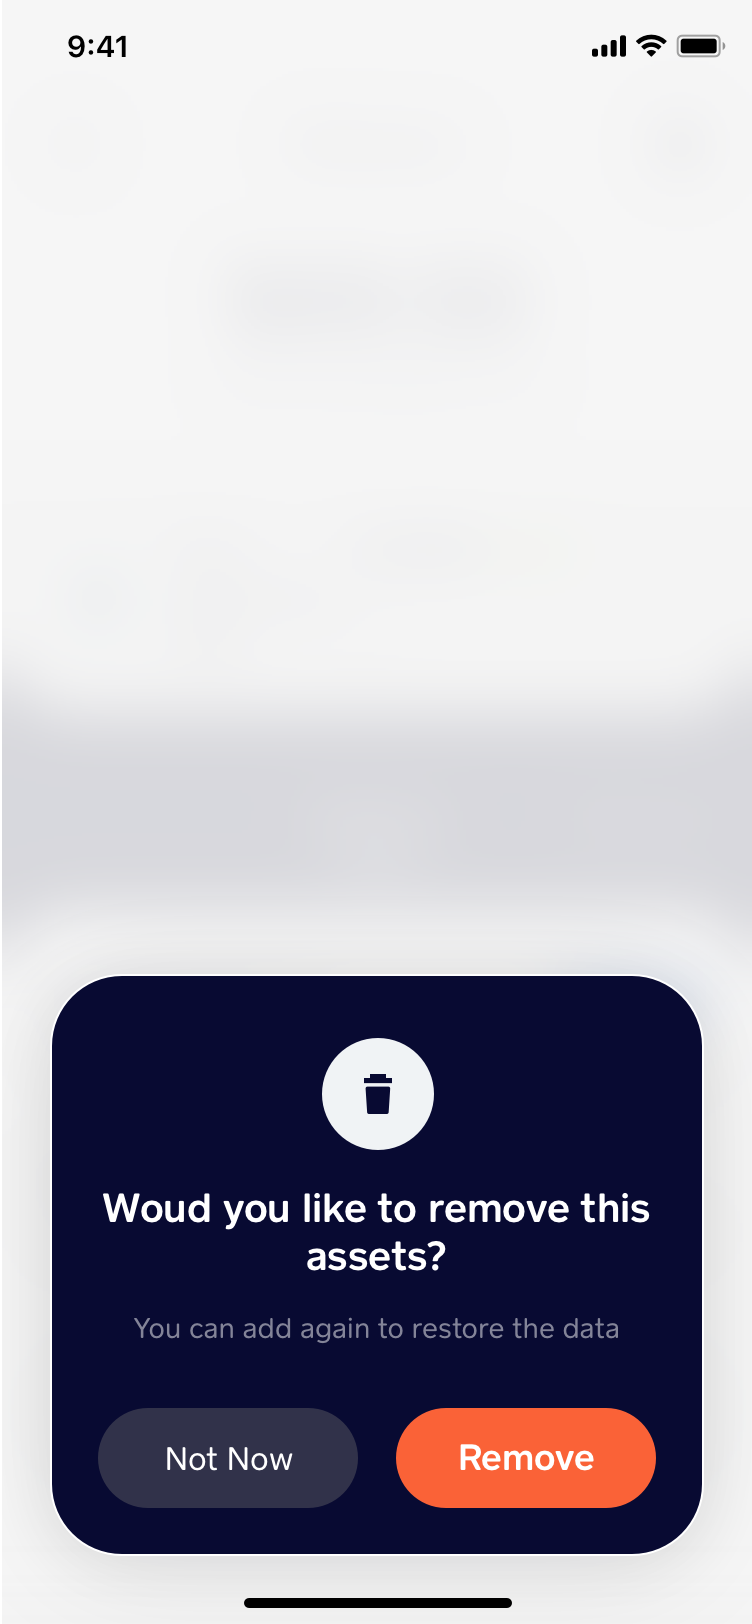 9:41
Woud you like to remove this
assets?
You can add again to restore the data
Not Now
Remove